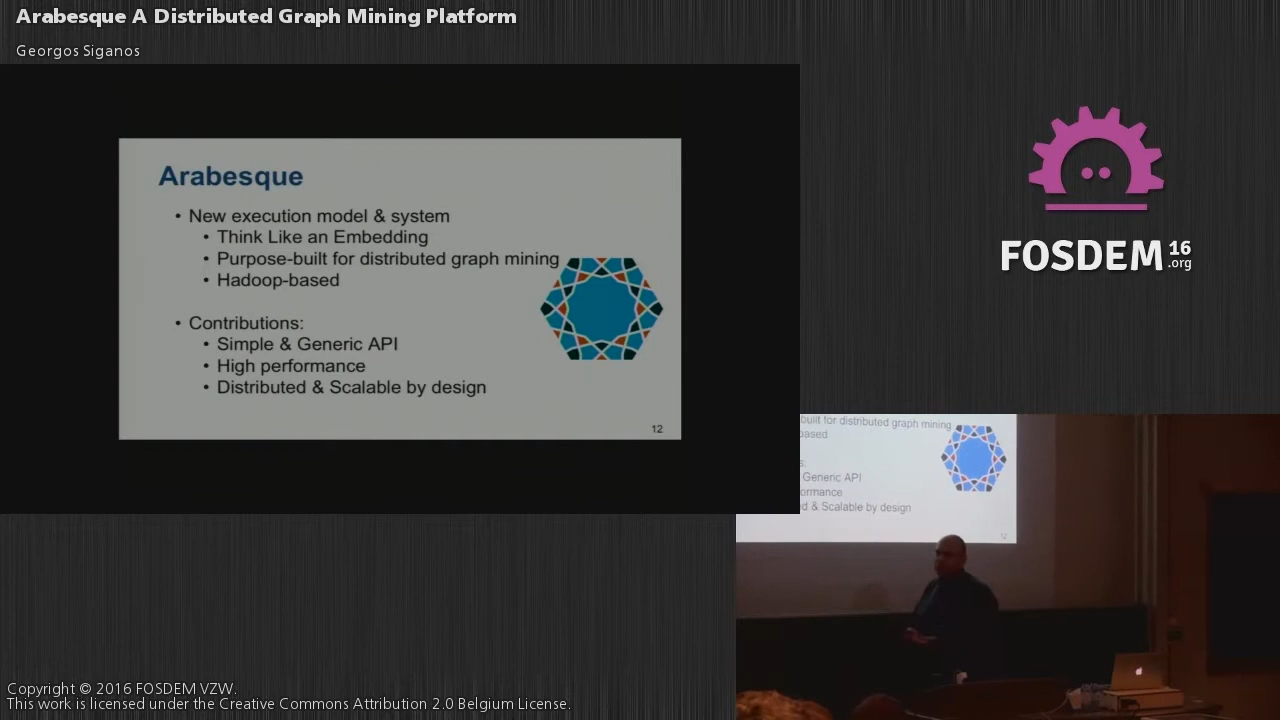 Arabesque A Distributed Graph Mining Platform
Georgos Siganos
Arabesque
• New execution model & system
• Think Like an Embedding
• Purpose-built for distributed graph mining
• Hadoop-based
• Contributions:
• Simple & Generic API
• High performance
• Distributed & Scalable by design
12
FOSDEM 16 .org
built for distributed graph mining
based
s:
Generic API
ormance
d & Scalable by design
12
Copyright © 2016 FOSDEM VZW.
This work is licensed under the Creative Commons Attribution 2.0 Belgium License.